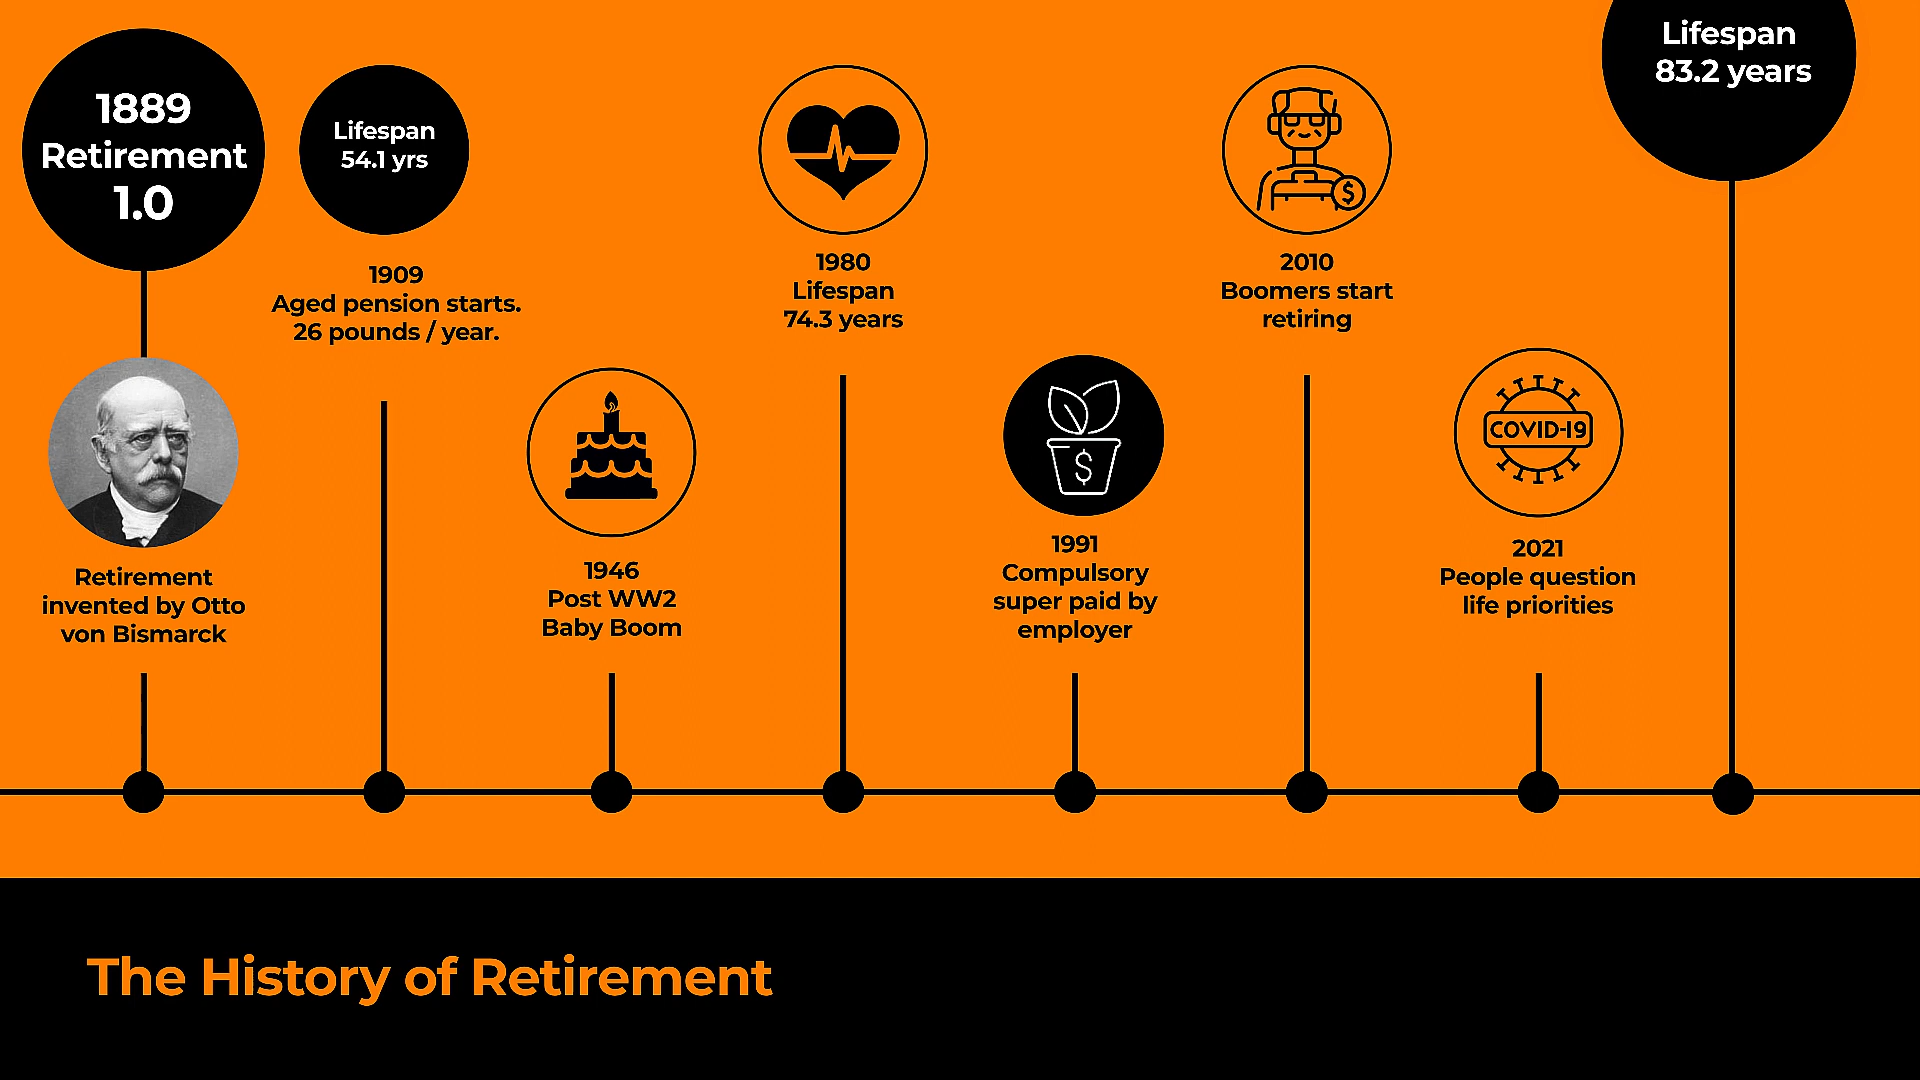 1889
Retirement
1.0
Retirement
invented by Otto
von Bismarck
Lifespan
54.1 yrs
1909
Aged pension starts.
26 pounds / year.
1946
Post WW2
Baby Boom
1980
Lifespan
74.3 years
$
1991
Compulsory
super paid by
employer
$
2010
Boomers start
retiring
COVID-19
2021
People question
life priorities
Lifespan
83.2 years
The History of Retirement